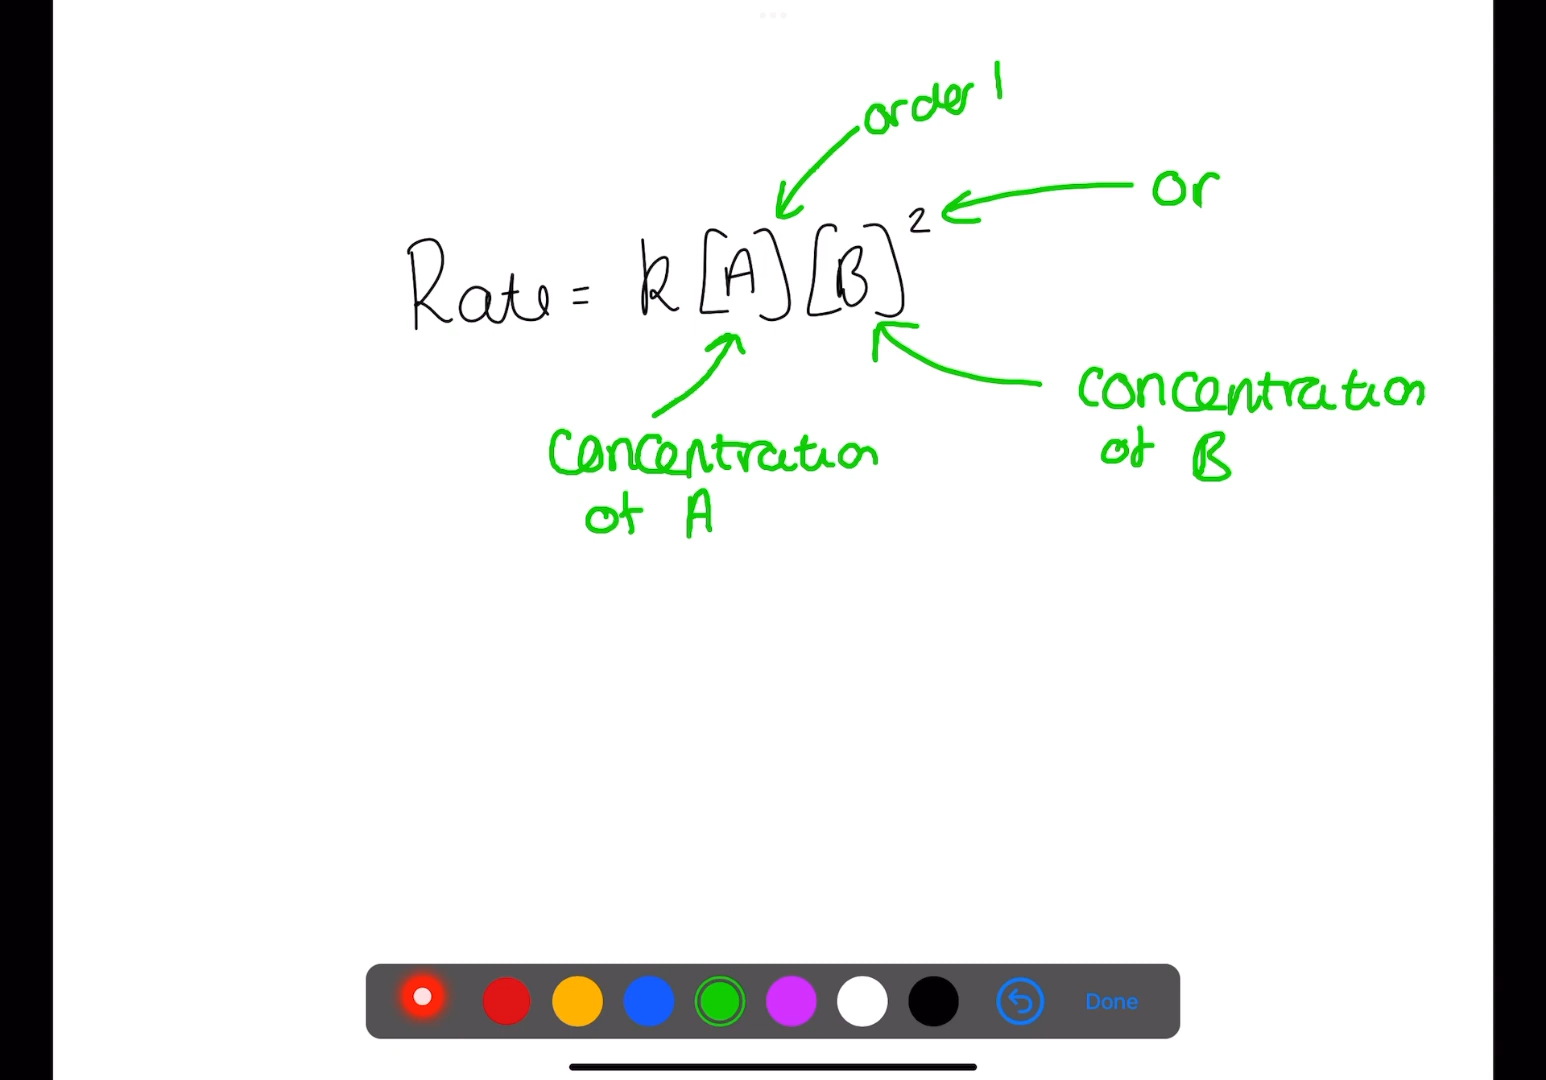 order 1
or
Rate = k[A][B]²
concentration
of B
concentration
of A
Done